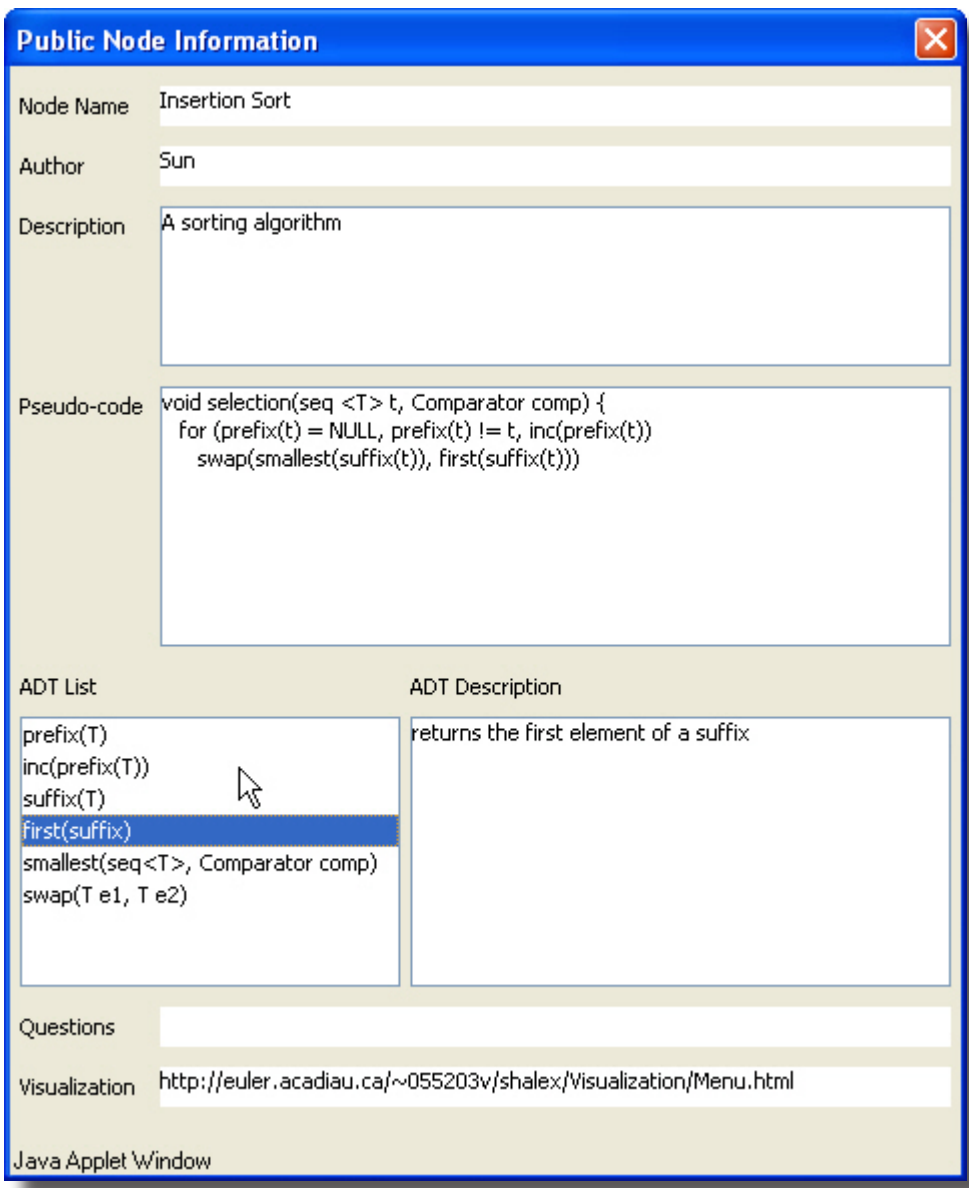 Public Node Information
Node Name Insertion Sort
Author Sun
Description A sorting algorithm
Pseudo-code void selection(seq <T> t, Comparator comp) {
for (prefix(t) = NULL, prefix(t) != t, inc(prefix(t))
swap(smallest(suffix(t)), first(suffix(t)))
ADT List
prefix(T)
inc(prefix(T))
suffix(T)
first(suffix)
smallest(seq<T>, Comparator comp)
swap(T e1, T e2)
ADT Description
returns the first element of a suffix
Questions
Visualization http://euler.acadiau.ca/~055203v/shalex/Visualization/Menu.html
Java Applet Window